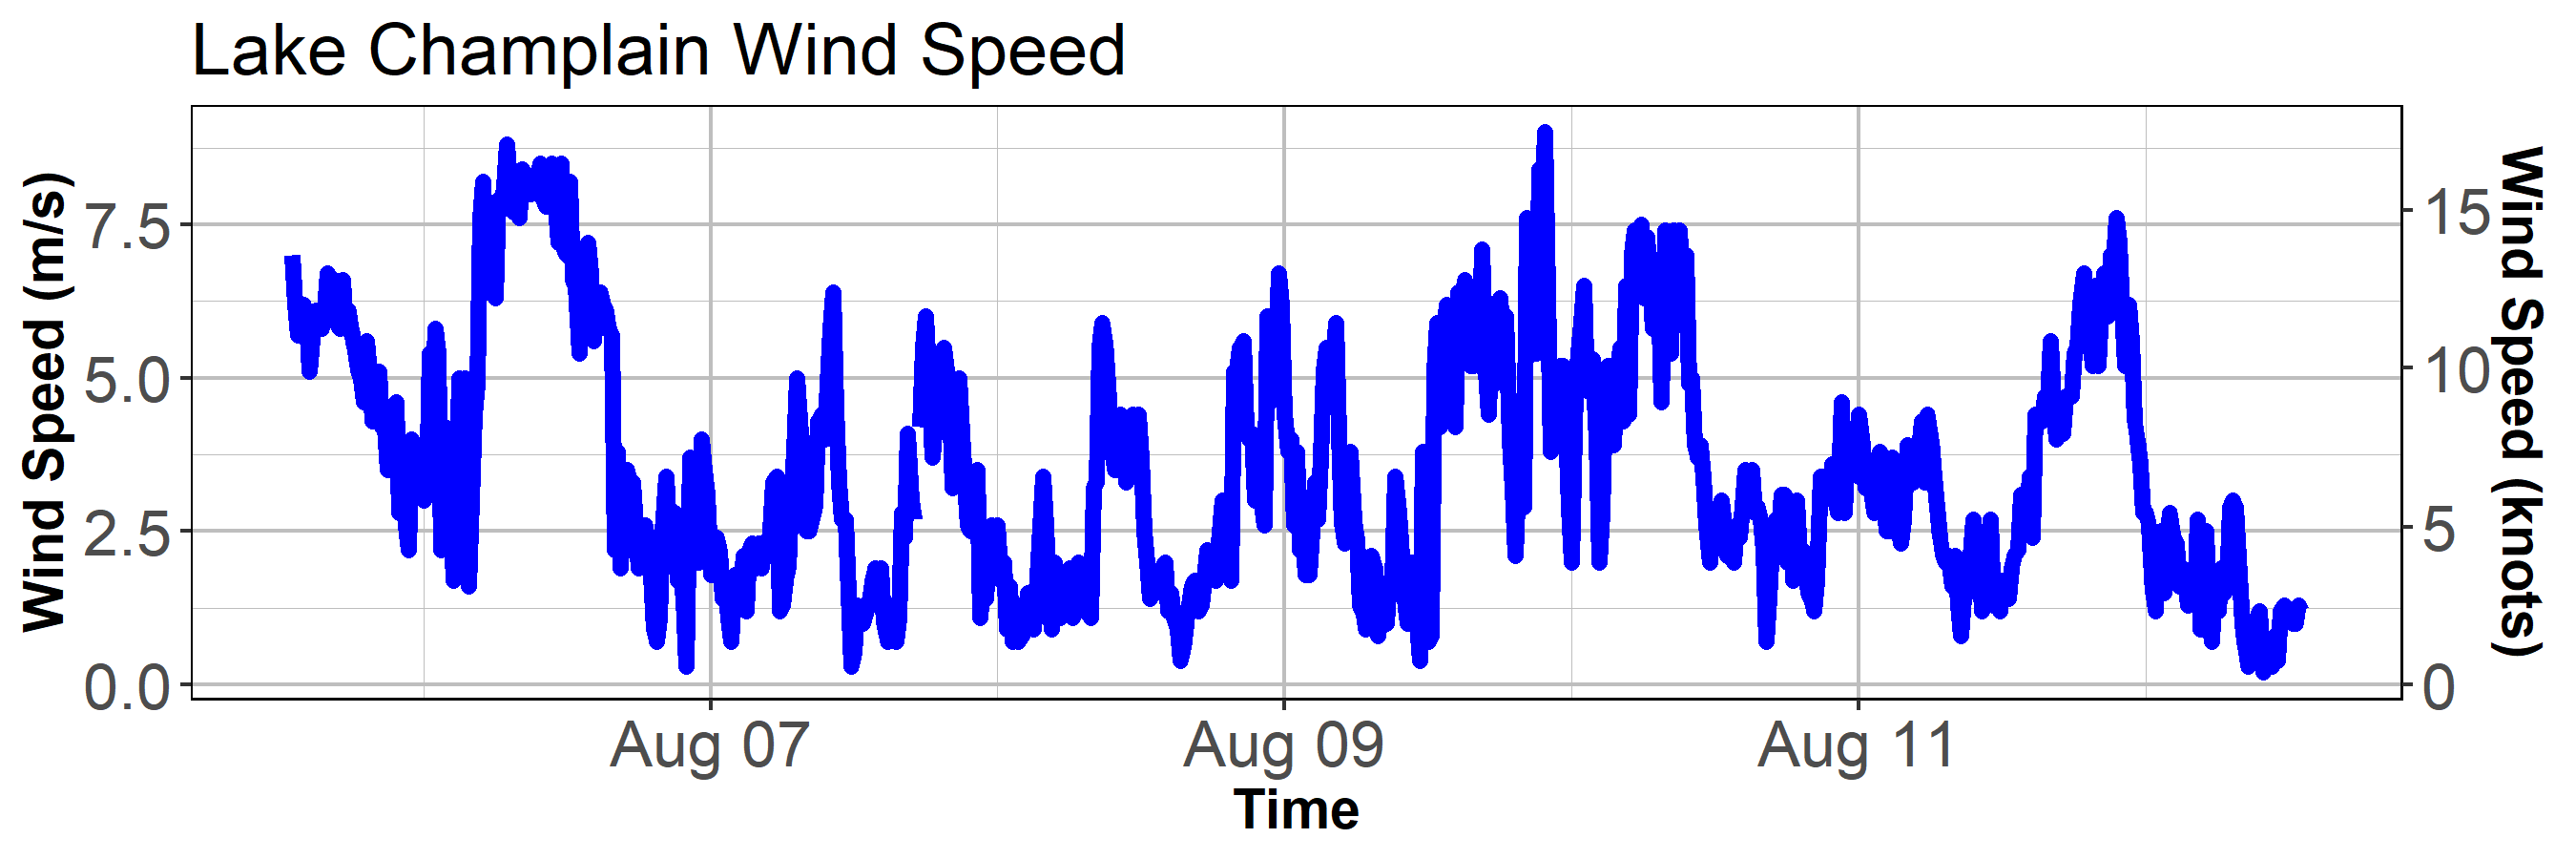 Lake Champlain Wind Speed
Wind Speed (m/s)
7.5
5.0
2.5
0.0
15
10
5
0
Wind Speed (knots)
Aug 07
Aug 09
Aug 11
Time